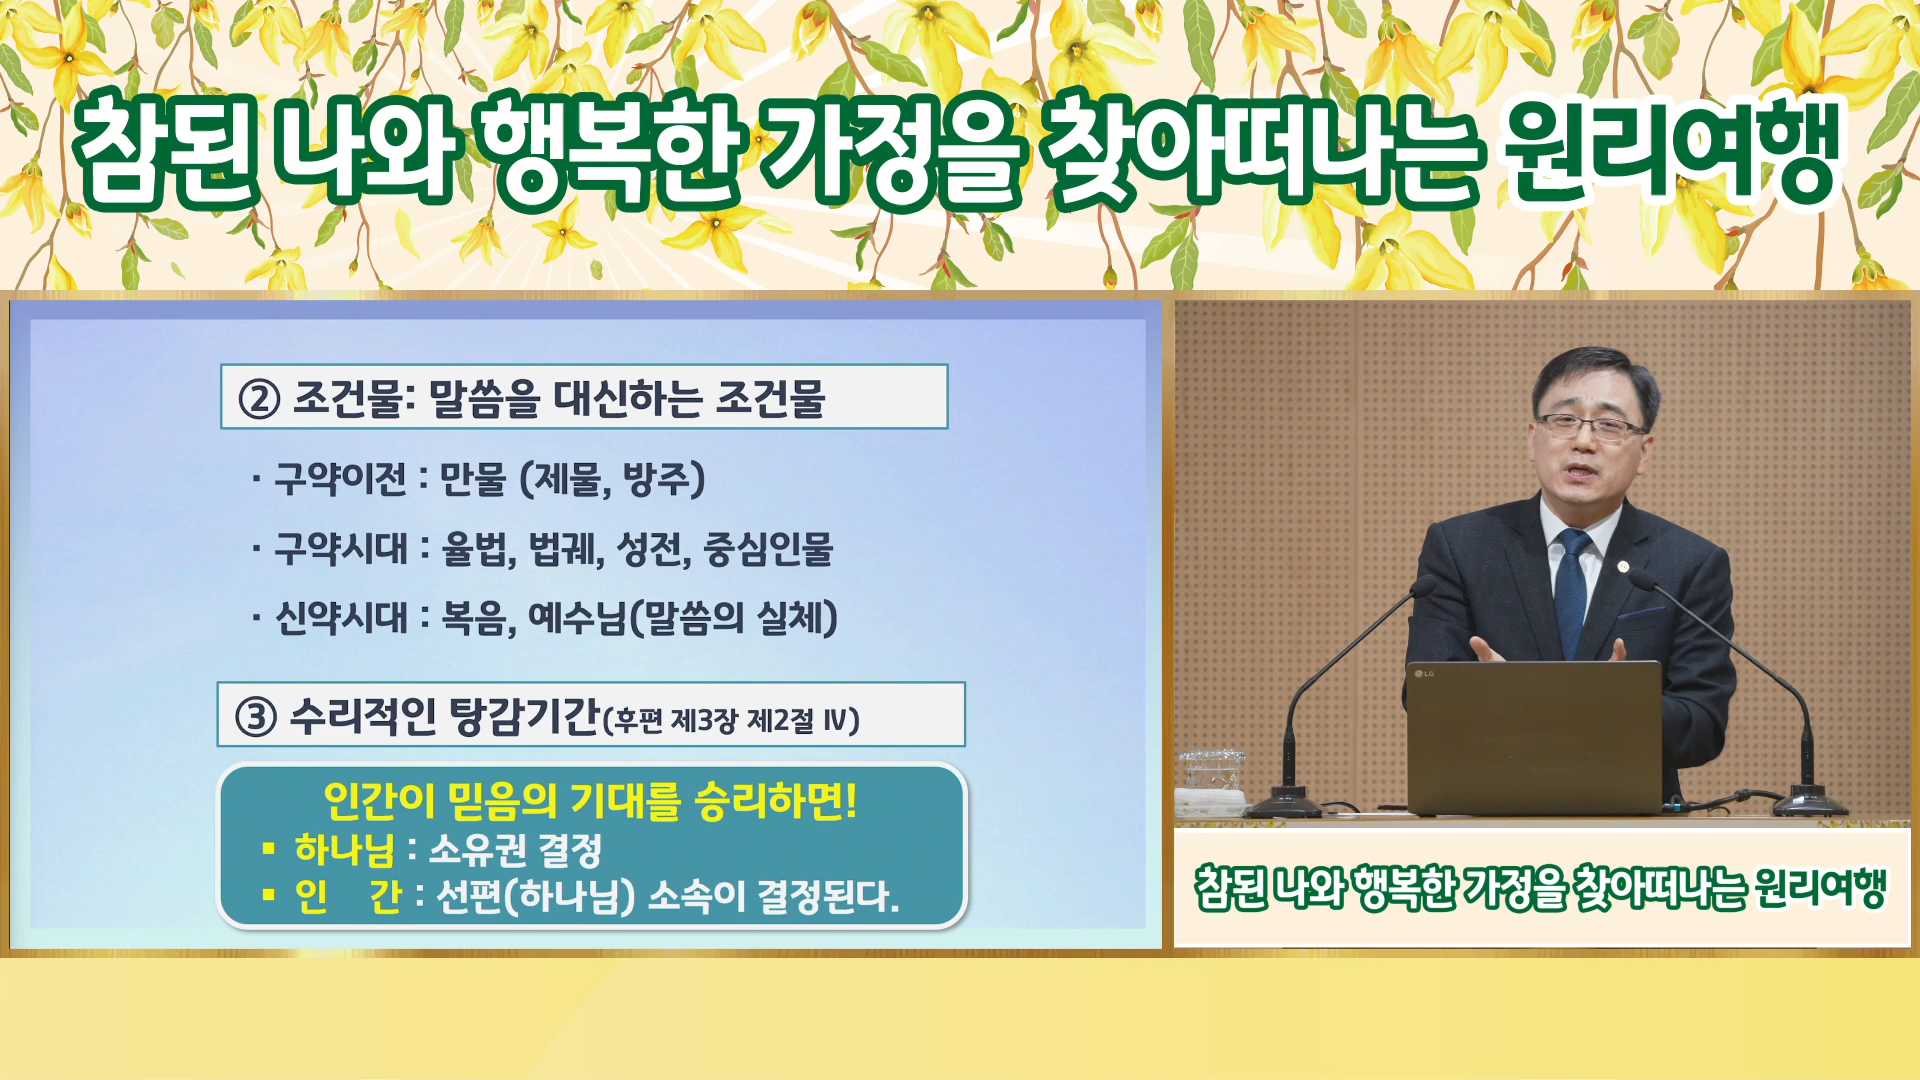 참된 나와 행복한 가정을 찾아떠나는 원리여행
② 조건물: 말씀을 대신하는 조건물
· 구약이전 : 만물 (제물, 방주)
· 구약시대 : 율법, 법궤, 성전, 중심인물
· 신약시대 : 복음, 예수님(말씀의 실체)
③ 수리적인 탕감기간(후편 제3장 제2절 Ⅳ)
인간이 믿음의 기대를 승리하면!
▪ 하나님 : 소유권 결정
▪ 인 간 : 선편(하나님) 소속이 결정된다.
LG
참된 나와 행복한 가정을 찾아떠나는 원리여행